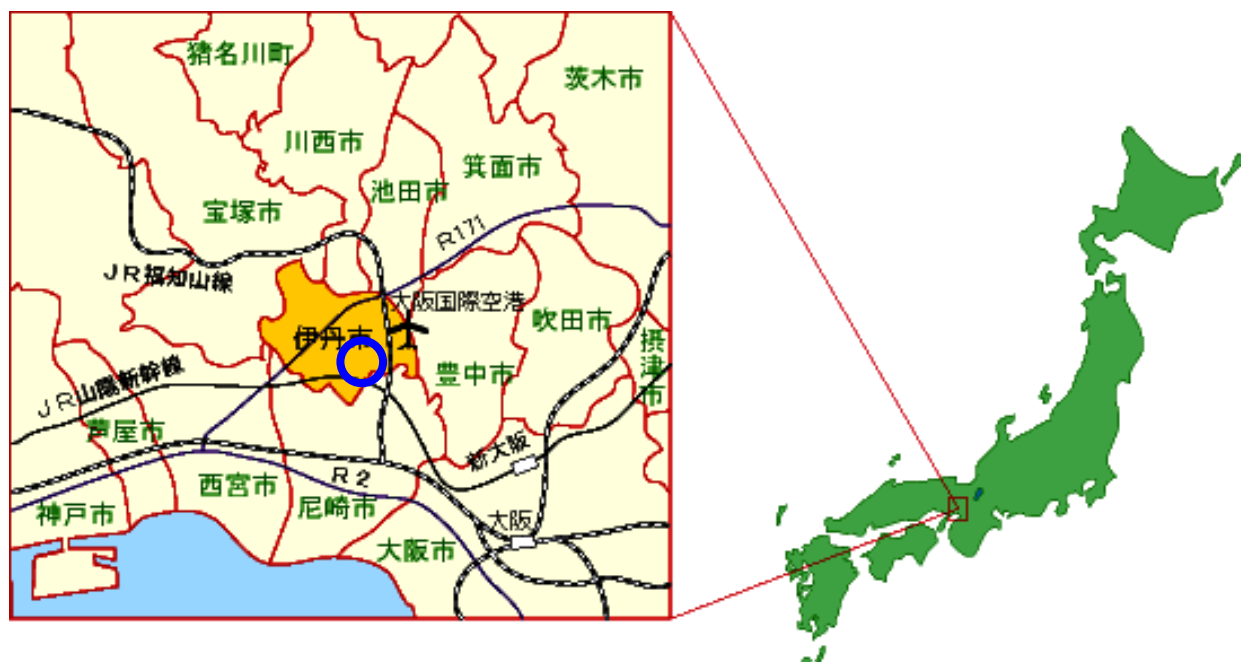 猪名川町
茨木市
川西市
箕面市
池田市
宝塚市
R171
JR福知山線
大阪国際空港
伊丹市
吹田市
摂津市
豊中市
JR山陽新幹線
芦屋市
新大阪
R2
西宮市
尼崎市
神戸市
大阪
大阪市